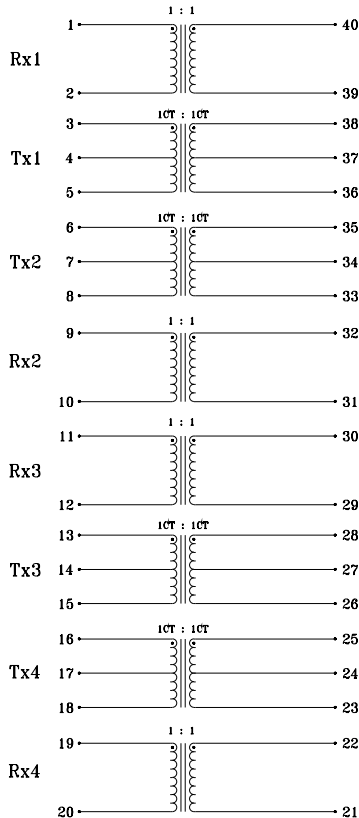 1 : 1
1 40
Rx1
2 39
1CT : 1CT
3 38
Tx1 4 37
5 36
1CT : 1CT
6 35
Tx2 7 34
8 33
1 : 1
9 32
Rx2
10 31
1 : 1
11 30
Rx3
12 29
1CT : 1CT
13 28
Tx3 14 27
15 26
1CT : 1CT
16 25
Tx4 17 24
18 23
1 : 1
19 22
Rx4
20 21